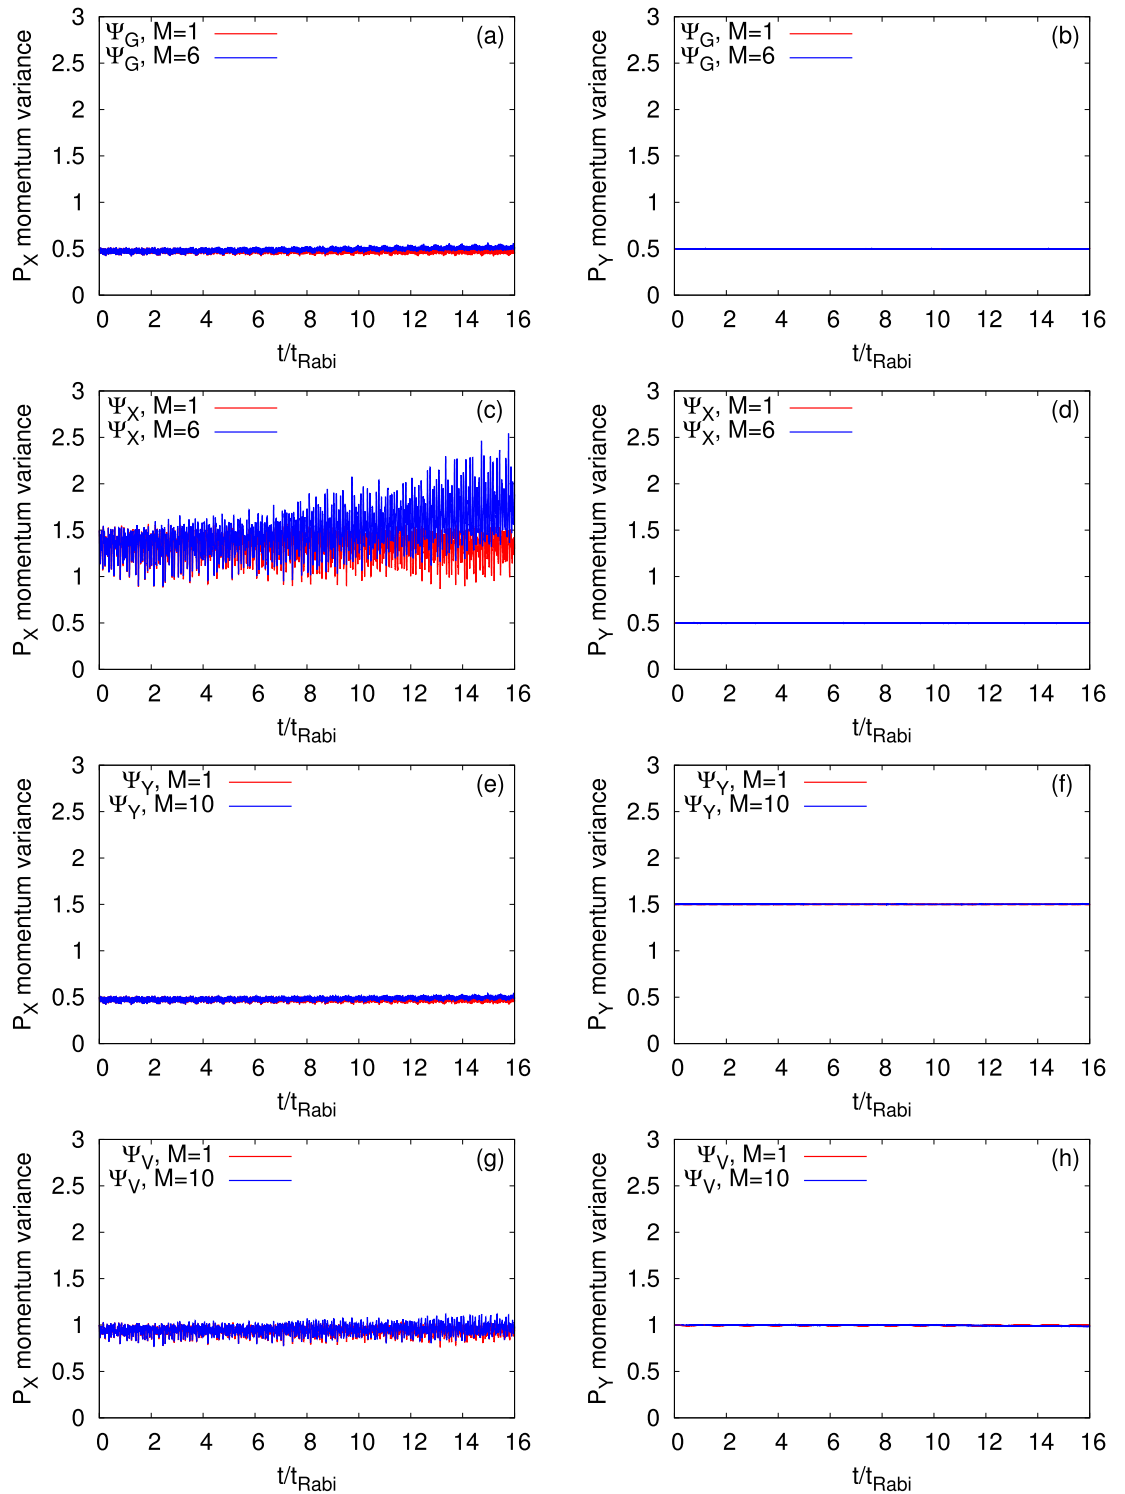 P_X momentum variance
3
2.5
2
1.5
1
0.5
0
Ψ_G, M=1
Ψ_G, M=6
(a)
0 2 4 6 8 10 12 14 16
t/t_Rabi
P_Y momentum variance
3
2.5
2
1.5
1
0.5
0
Ψ_G, M=1
Ψ_G, M=6
(b)
0 2 4 6 8 10 12 14 16
t/t_Rabi
P_X momentum variance
3
2.5
2
1.5
1
0.5
0
Ψ_X, M=1
Ψ_X, M=6
(c)
0 2 4 6 8 10 12 14 16
t/t_Rabi
P_Y momentum variance
3
2.5
2
1.5
1
0.5
0
Ψ_X, M=1
Ψ_X, M=6
(d)
0 2 4 6 8 10 12 14 16
t/t_Rabi
P_X momentum variance
3
2.5
2
1.5
1
0.5
0
Ψ_Y, M=1
Ψ_Y, M=10
(e)
0 2 4 6 8 10 12 14 16
t/t_Rabi
P_Y momentum variance
3
2.5
2
1.5
1
0.5
0
Ψ_Y, M=1
Ψ_Y, M=10
(f)
0 2 4 6 8 10 12 14 16
t/t_Rabi
P_X momentum variance
3
2.5
2
1.5
1
0.5
0
Ψ_V, M=1
Ψ_V, M=10
(g)
0 2 4 6 8 10 12 14 16
t/t_Rabi
P_Y momentum variance
3
2.5
2
1.5
1
0.5
0
Ψ_V, M=1
Ψ_V, M=10
(h)
0 2 4 6 8 10 12 14 16
t/t_Rabi